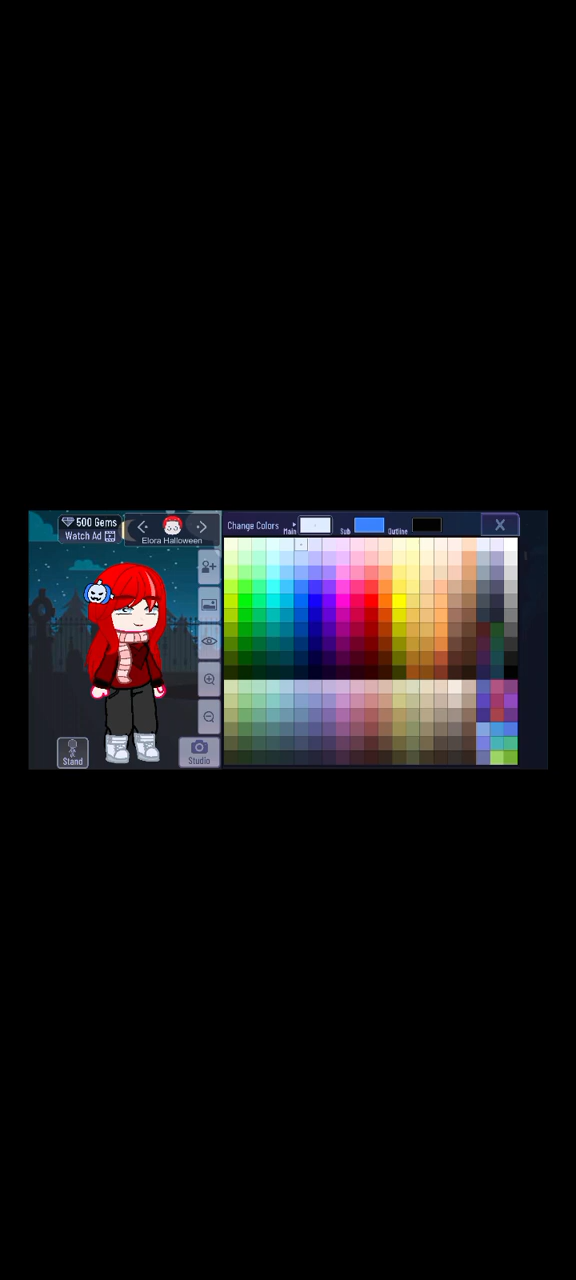 500 Gems
Watch Ad
Elora Halloween
Change Colors
Main
Sub
Outline
X
Stand
Studio